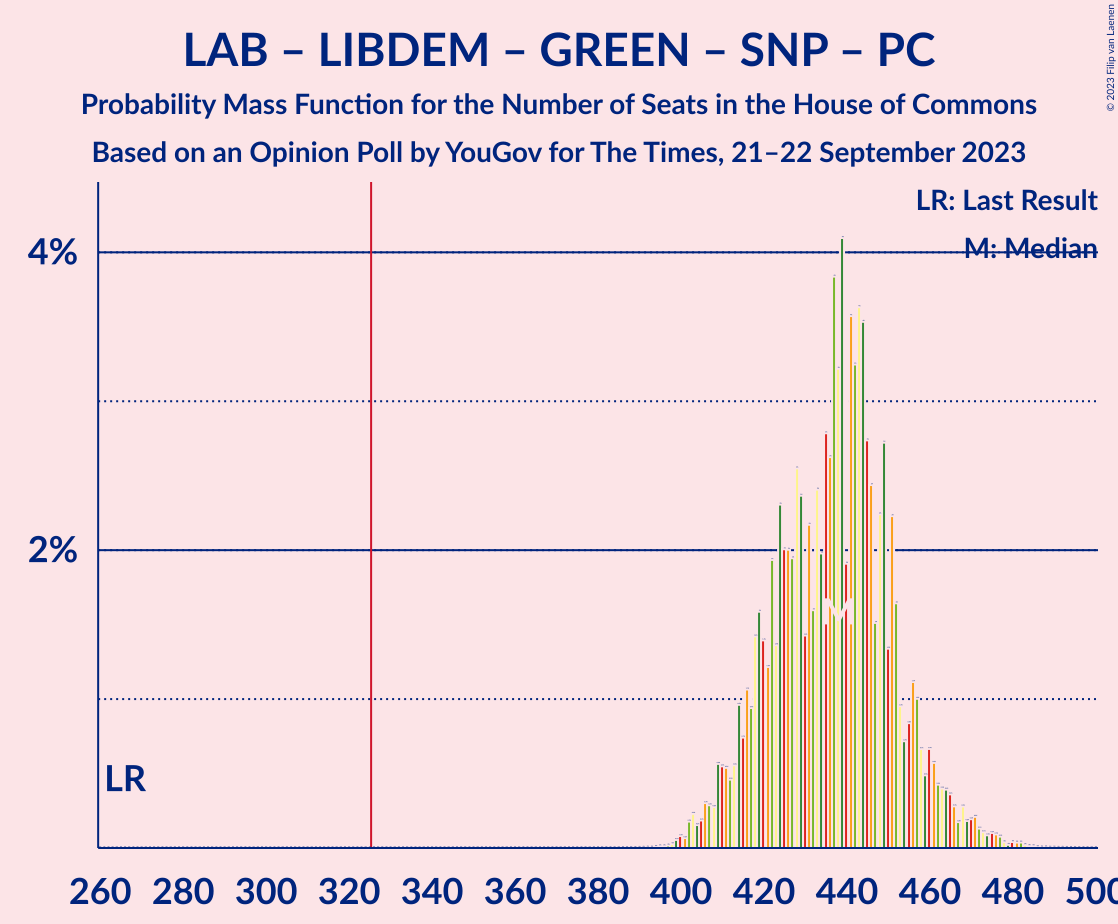 LAB – LIBDEM – GREEN – SNP – PC
Probability Mass Function for the Number of Seats in the House of Commons
Based on an Opinion Poll by YouGov for The Times, 21–22 September 2023
© 2023 Filip van Laenen
LR: Last Result
M: Median
4%
2%
M
LR
260 280 300 320 340 360 380 400 420 440 460 480 500